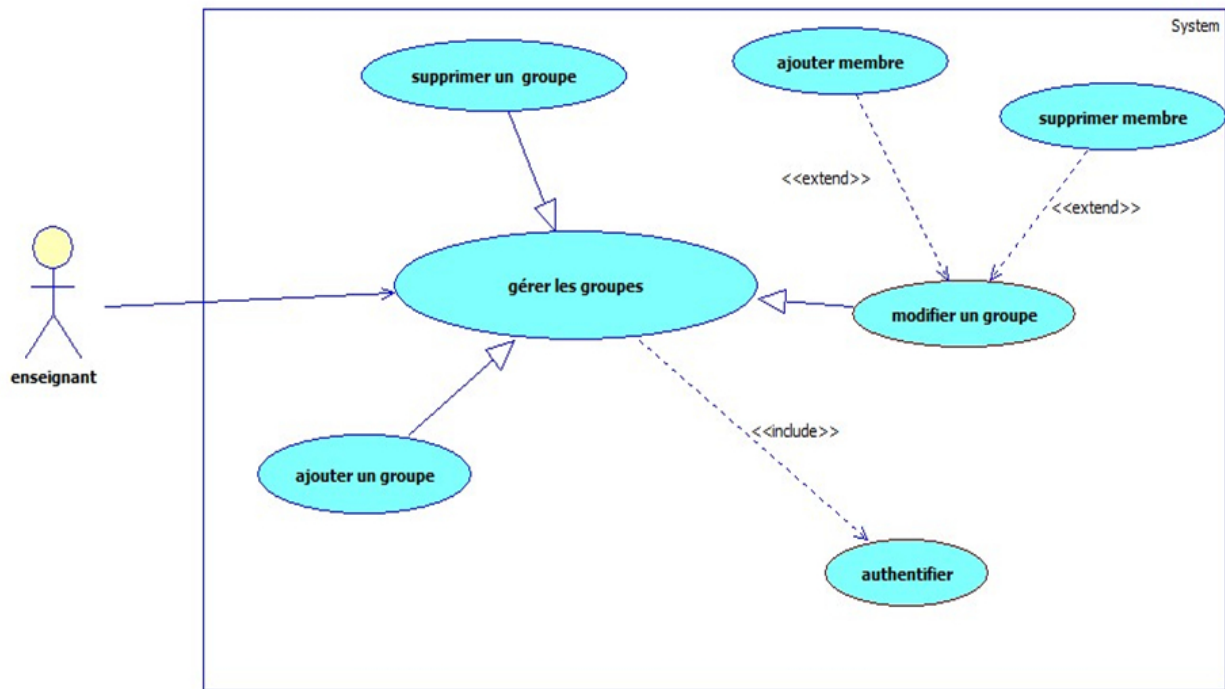 System
supprimer un groupe
ajouter membre
supprimer membre
<<extend>>
<<extend>>
gérer les groupes
modifier un groupe
enseignant
<<include>>
ajouter un groupe
authentifier